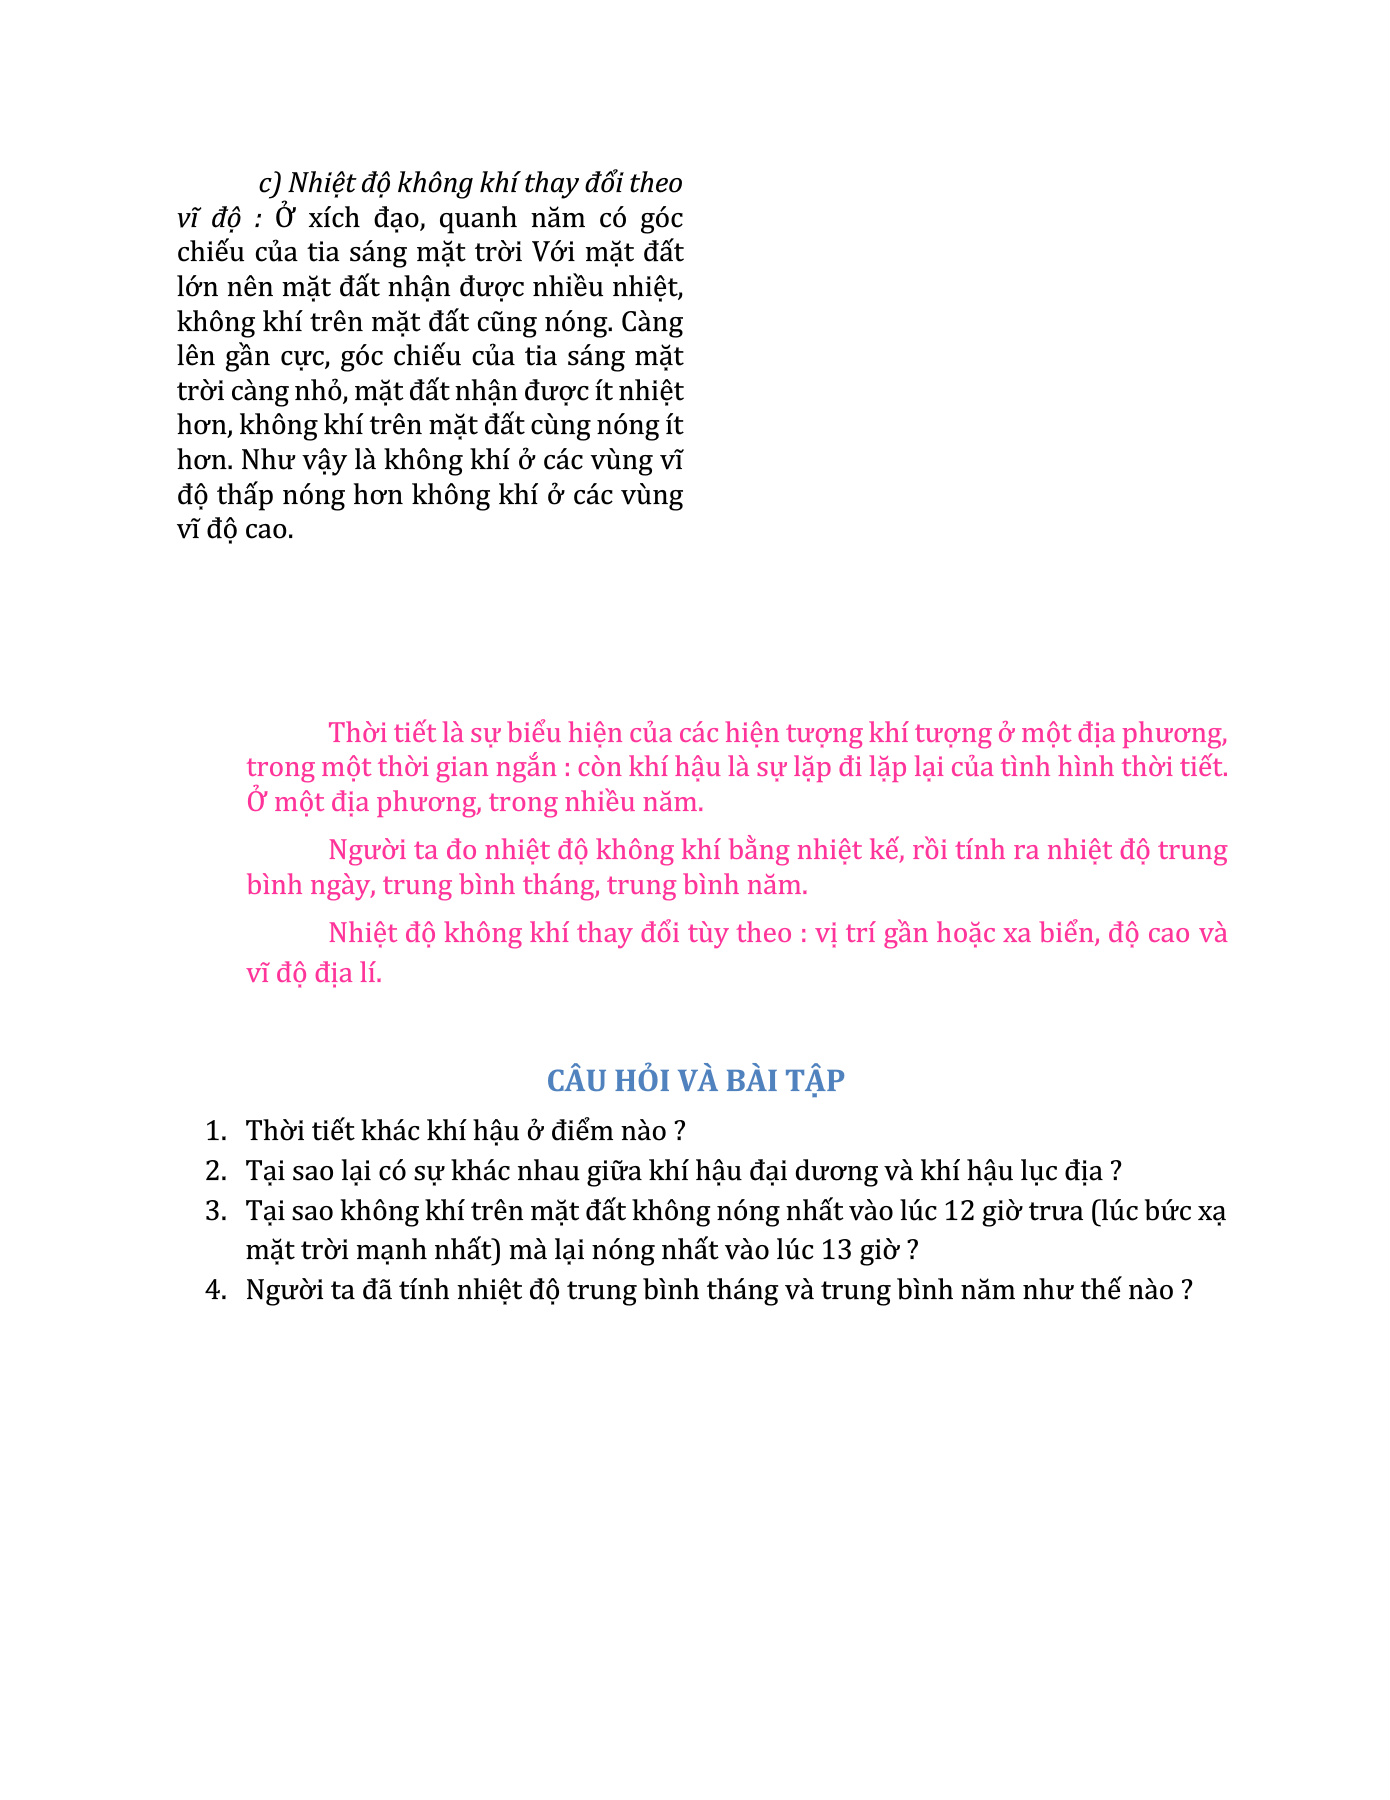 c) Nhiệt độ không khí thay đổi theo
vĩ độ : Ở xích đạo, quanh năm có góc
chiếu của tia sáng mặt trời Với mặt đất
lớn nên mặt đất nhận được nhiều nhiệt,
không khí trên mặt đất cũng nóng. Càng
lên gần cực, góc chiếu của tia sáng mặt
trời càng nhỏ, mặt đất nhận được ít nhiệt
hơn, không khí trên mặt đất cùng nóng ít
hơn. Như vậy là không khí ở các vùng vĩ
độ thấp nóng hơn không khí ở các vùng
vĩ độ cao.
Thời tiết là sự biểu hiện của các hiện tượng khí tượng ở một địa phương,
trong một thời gian ngắn : còn khí hậu là sự lặp đi lặp lại của tình hình thời tiết.
Ở một địa phương, trong nhiều năm.
Người ta đo nhiệt độ không khí bằng nhiệt kế, rồi tính ra nhiệt độ trung
bình ngày, trung bình tháng, trung bình năm.
Nhiệt độ không khí thay đổi tùy theo : vị trí gần hoặc xa biển, độ cao và
vĩ độ địa lí.
CÂU HỎI VÀ BÀI TẬP
1. Thời tiết khác khí hậu ở điểm nào ?
2. Tại sao lại có sự khác nhau giữa khí hậu đại dương và khí hậu lục địa ?
3. Tại sao không khí trên mặt đất không nóng nhất vào lúc 12 giờ trưa (lúc bức xạ
mặt trời mạnh nhất) mà lại nóng nhất vào lúc 13 giờ ?
4. Người ta đã tính nhiệt độ trung bình tháng và trung bình năm như thế nào ?